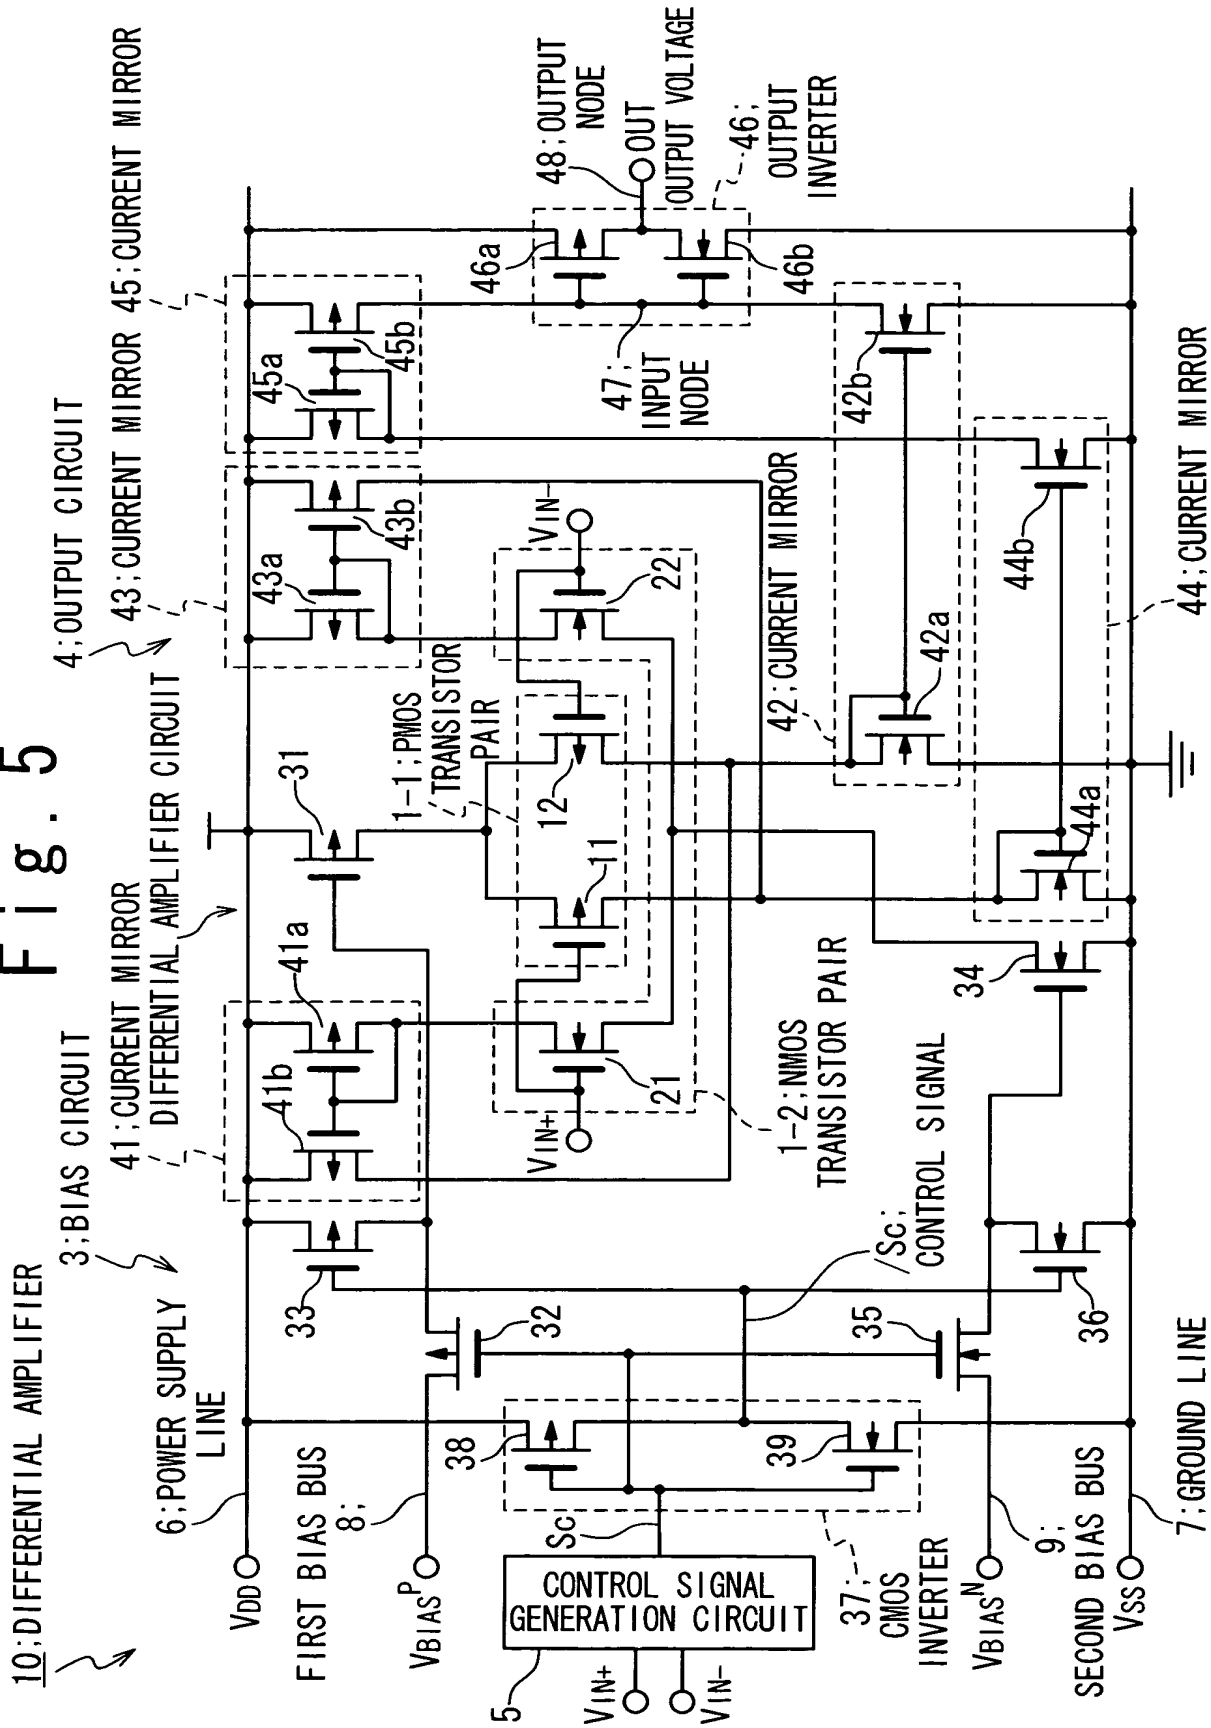 Fig. 5
10;DIFFERENTIAL AMPLIFIER
3;BIAS CIRCUIT
41;CURRENT MIRROR
DIFFERENTIAL AMPLIFIER CIRCUIT
4;OUTPUT CIRCUIT
43;CURRENT MIRROR
45;CURRENT MIRROR
6;POWER SUPPLY
LINE
VDD
33
41b
41a
31
43a
43b
45a
45b
FIRST BIAS BUS
8;
VBIASP
32
1-1;PMOS
TRANSISTOR
PAIR
VIN-
48;OUTPUT
NODE
OUT
OUTPUT VOLTAGE
46;
OUTPUT
INVERTER
46a
46b
38
Sc
CONTROL SIGNAL
GENERATION CIRCUIT
5
VIN+
VIN-
VIN+
21
11
12
22
47;
INPUT
NODE
39
37;
CMOS
INVERTER
Sc;
CONTROL SIGNAL
35
1-2;NMOS
TRANSISTOR PAIR
42;CURRENT MIRROR
42a
42b
VBIASN
9;
SECOND BIAS BUS
36
34
44a
44b
44;CURRENT MIRROR
VSS
7;GROUND LINE